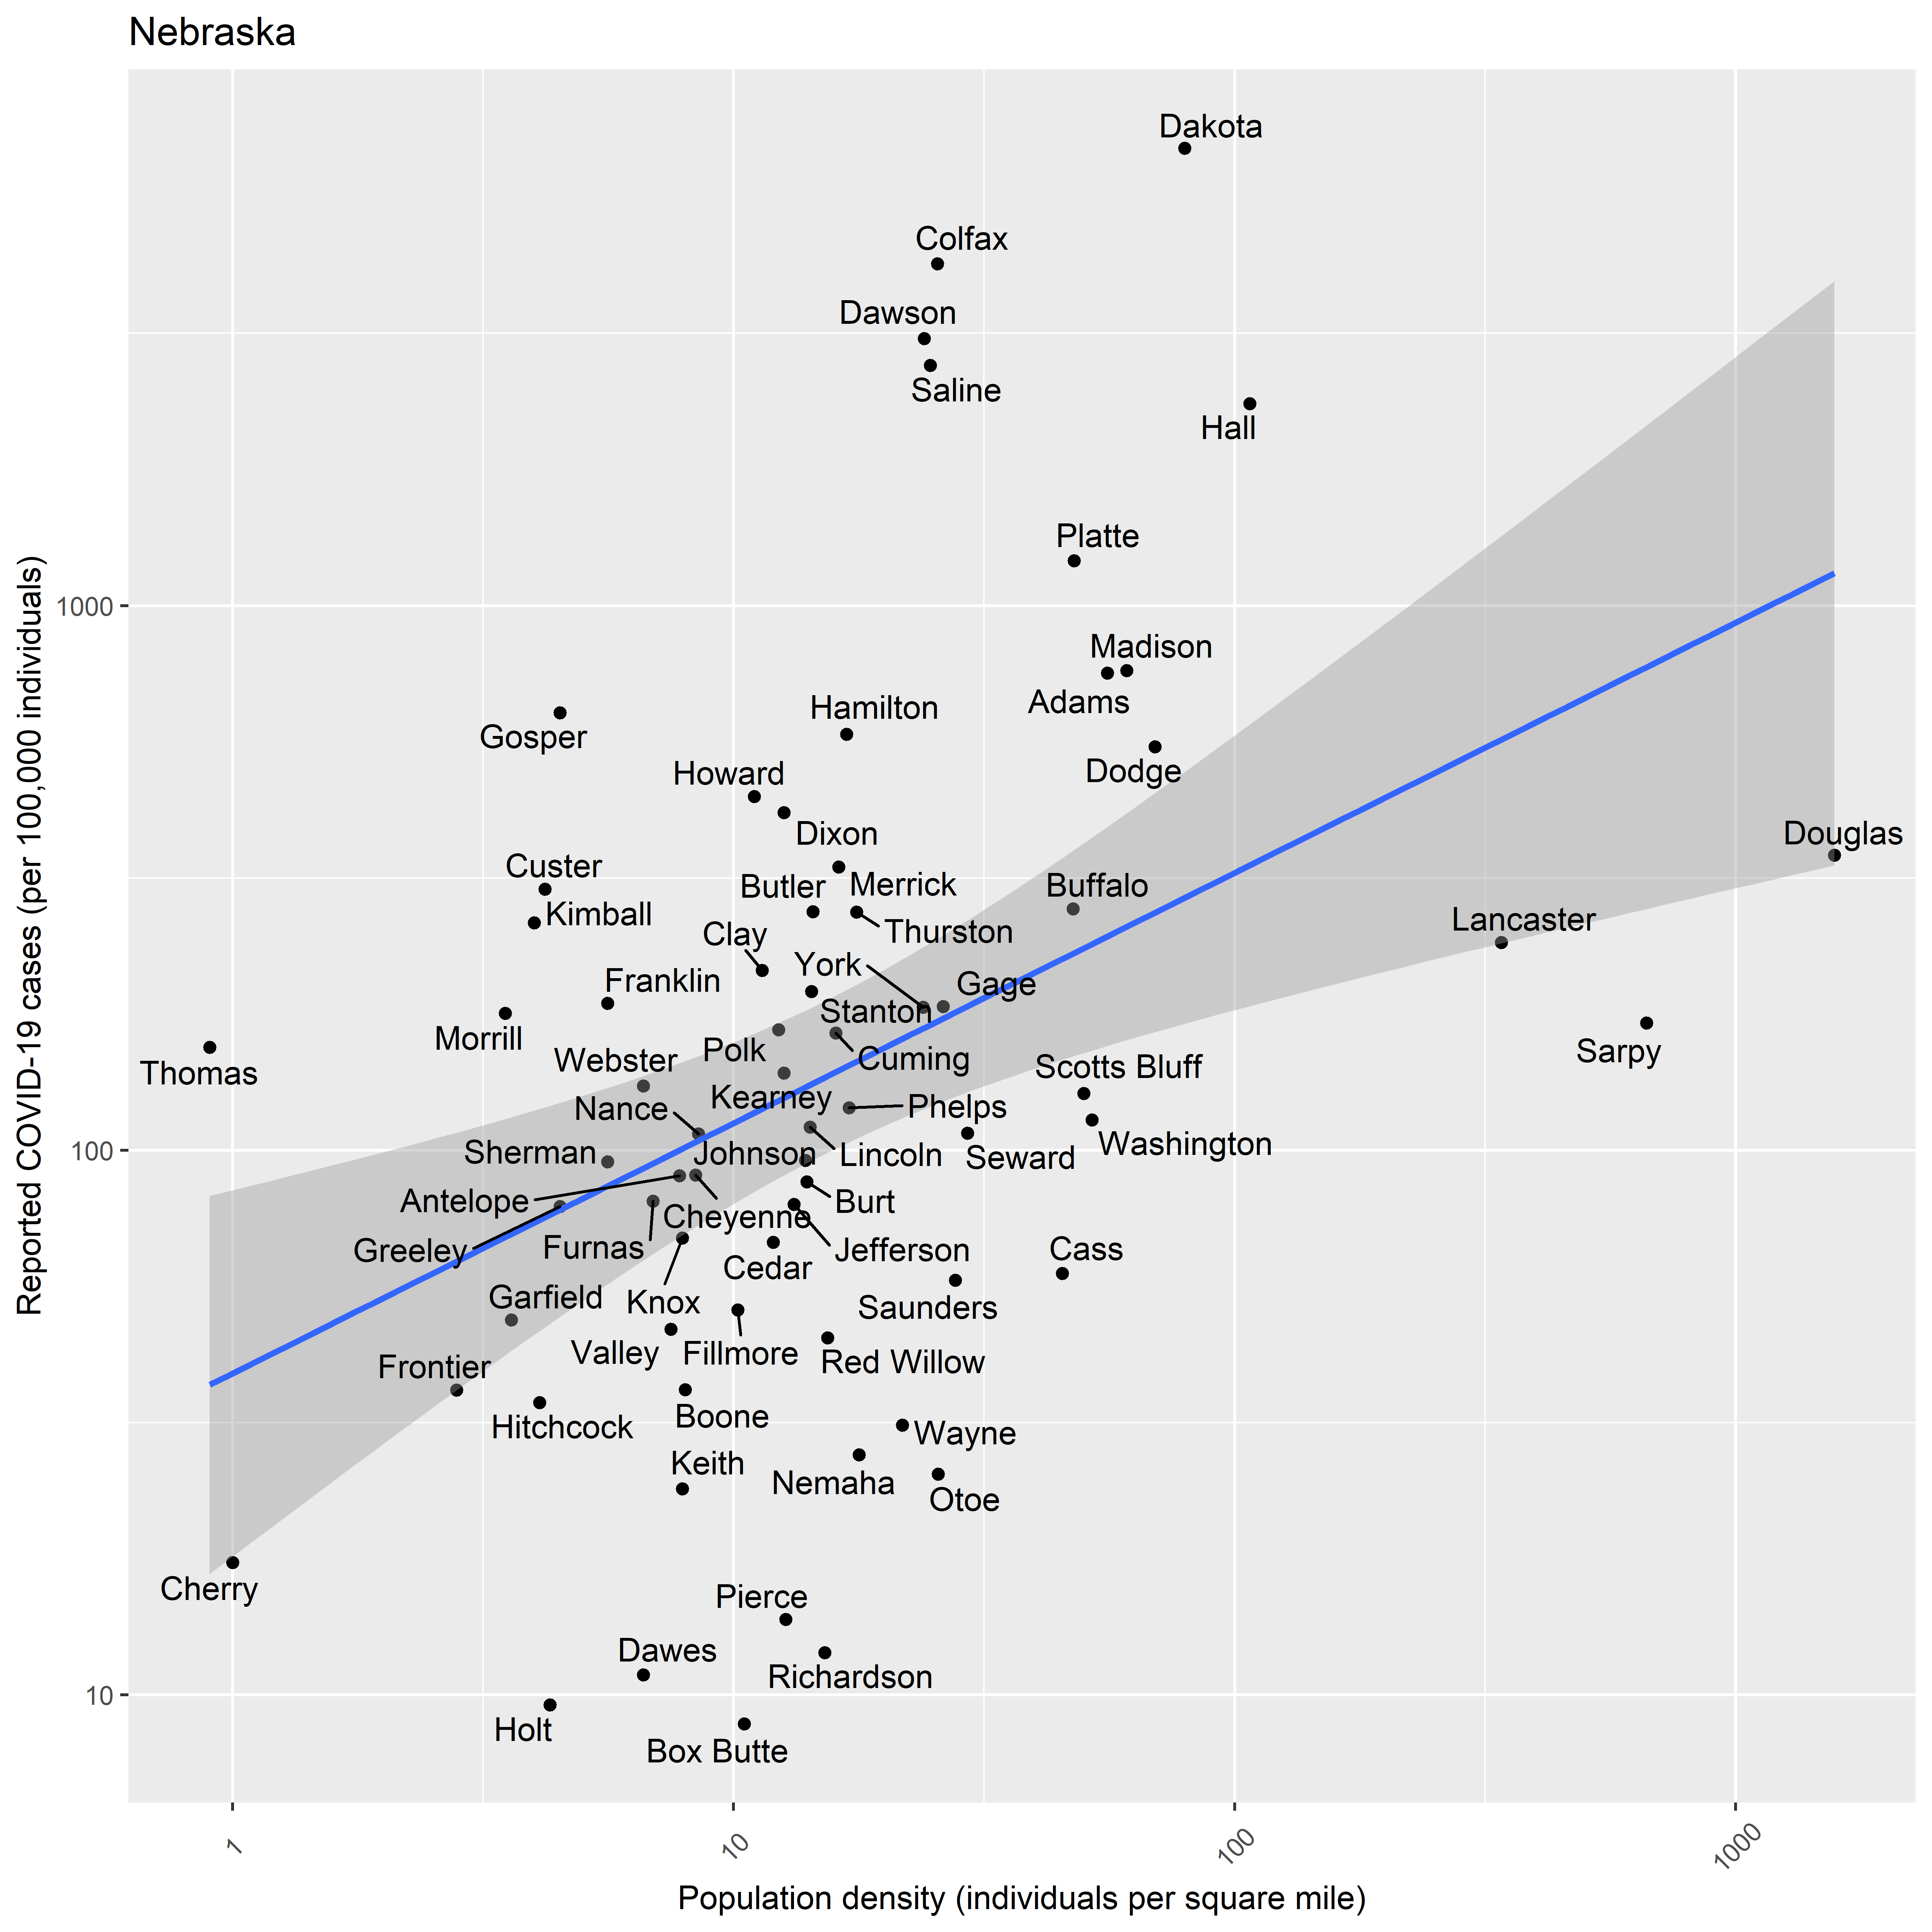 Nebraska
Dakota
Colfax
Dawson
Saline
Hall
Platte
Reported COVID-19 cases (per 100,000 individuals)
1000
Madison
Adams
Hamilton
Gosper
Dodge
Howard
Dixon
Douglas
Custer
Butler
Merrick
Buffalo
Kimball
Lancaster
Clay
Thurston
York
Franklin
Gage
Stanton
Morrill
Polk
Sarpy
Webster
Cuming
Thomas
Scotts Bluff
Kearney
Nance
Phelps
100
Sherman
Johnson
Lincoln
Seward
Washington
Antelope
Burt
Cheyenne
Greeley
Furnas
Jefferson
Cass
Cedar
Garfield
Knox
Saunders
Valley
Fillmore
Red Willow
Frontier
Boone
Hitchcock
Wayne
Keith
Nemaha
Otoe
Cherry
Pierce
Dawes
Richardson
10
Holt
Box Butte
1
10
100
1000
Population density (individuals per square mile)